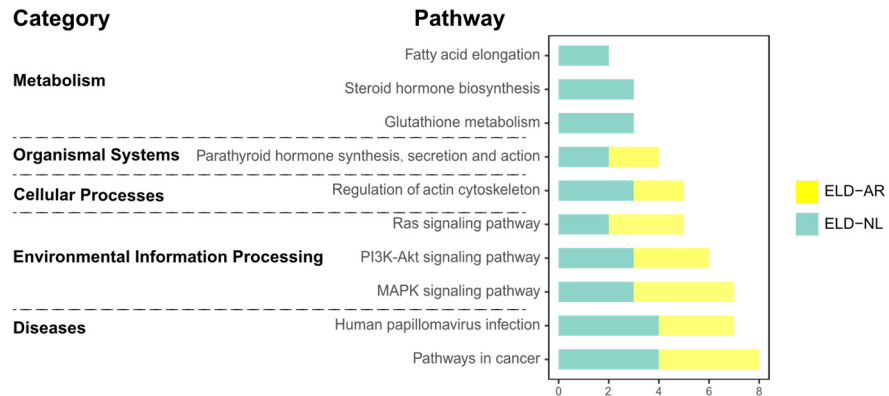 Category Pathway
Fatty acid elongation
Metabolism
Steroid hormone biosynthesis
Glutathione metabolism
Organismal Systems Parathyroid hormone synthesis, secretion and action
Cellular Processes Regulation of actin cytoskeleton
Ras signaling pathway
Environmental Information Processing PI3K-Akt signaling pathway
MAPK signaling pathway
Diseases Human papillomavirus infection
Pathways in cancer
0 2 4 6 8
ELD-AR
ELD-NL